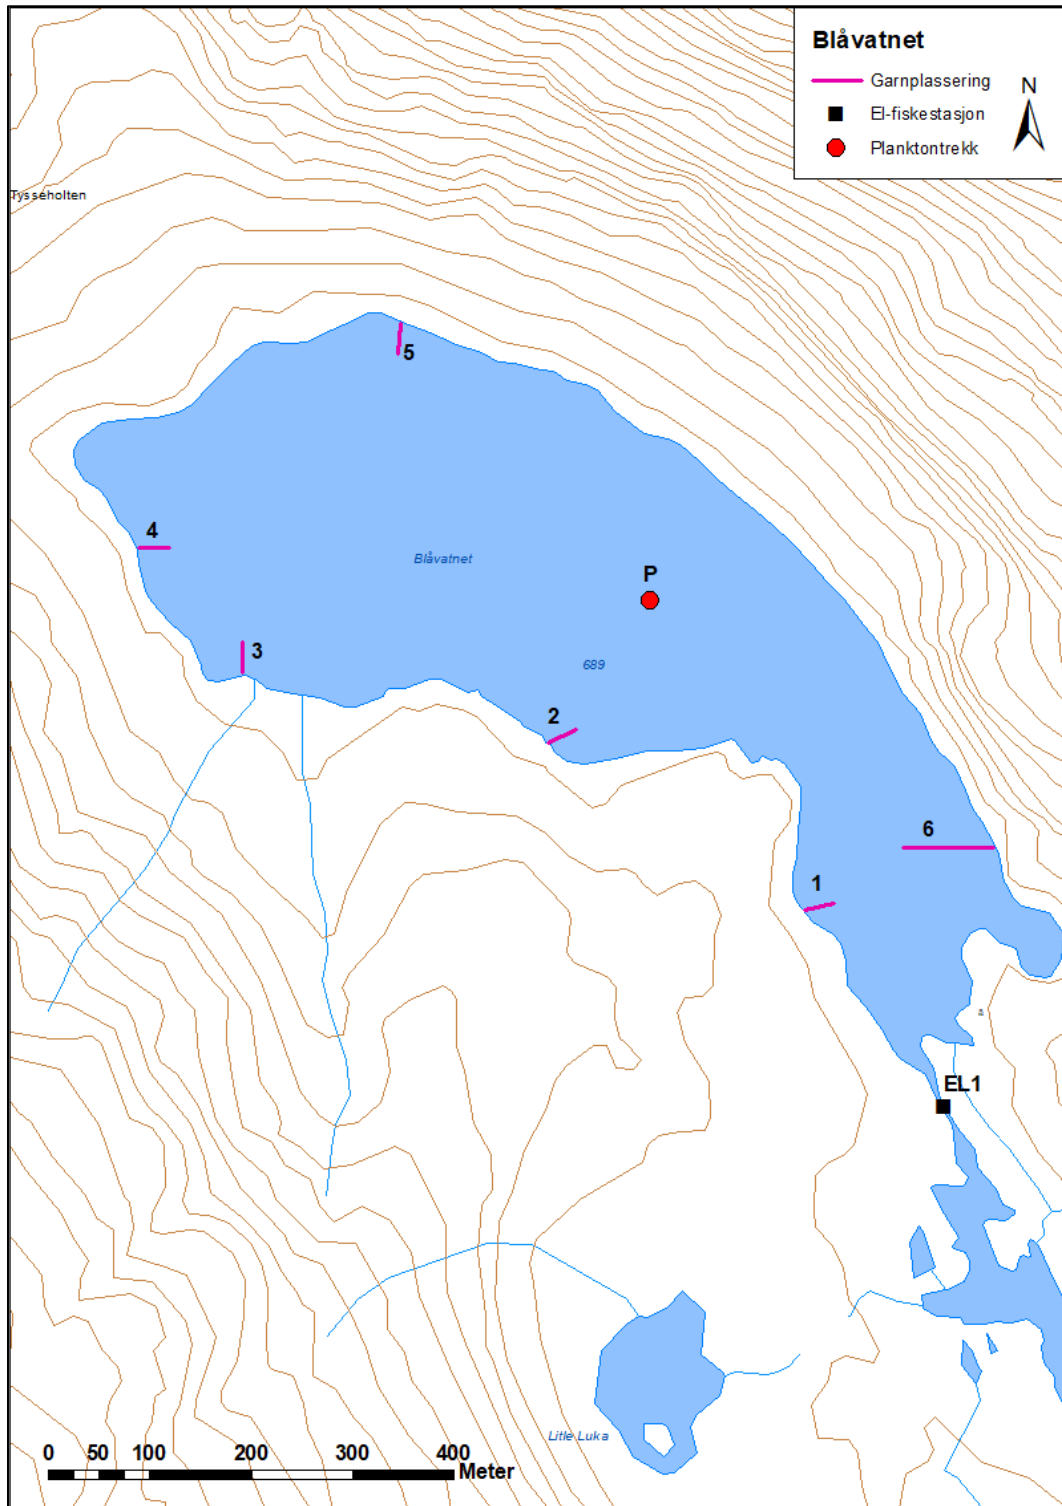 Blåvatnet
Garnplassering
N
El-fiskestasjon
Planktontrekk
Tysseholten
5
4
Blåvatnet
P
3
689
2
6
1
EL1
Litle Luka
0 50 100 200 300 400
Meter